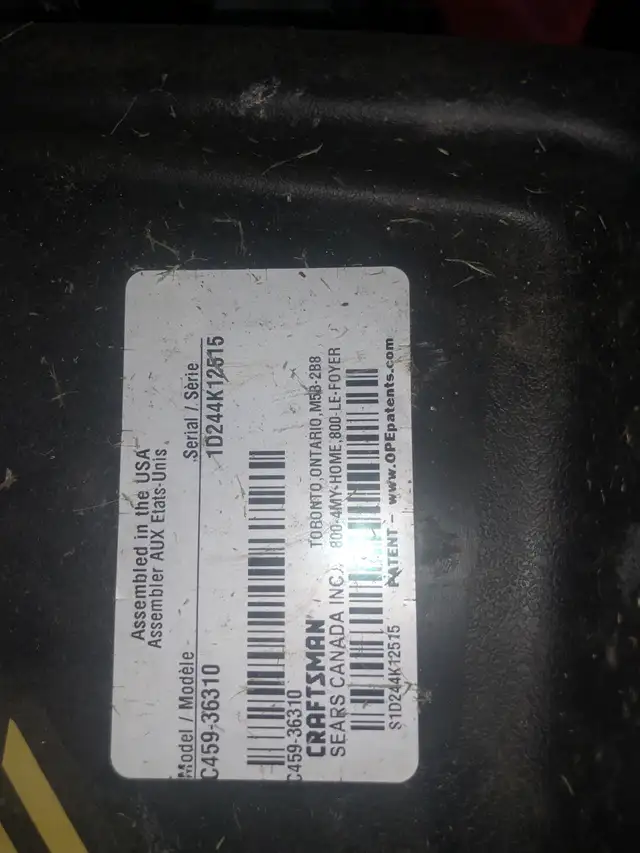 Assembled in the USA
Assembler AUX Etats-Unis
Model / Modèle
Serial / Série
C459-36310
1D244K12515
C459-36310
CRAFTSMAN
TORONTO,ONTARIO,M5B-2B8
SEARS CANADA INC.
800-4MY-HOME,800-LE-FOYER
S1D244K12515
PATENT – www.OPEpatents.com